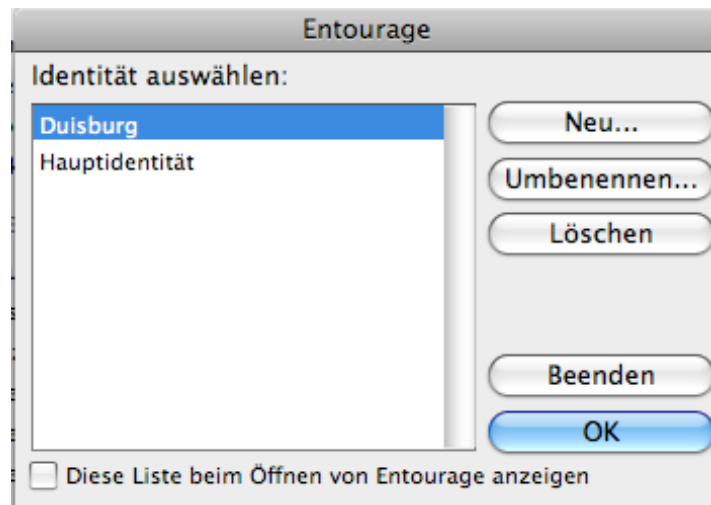 Entourage
Identität auswählen:
Duisburg
Hauptidentität
Neu...
Umbenennen...
Löschen
Beenden
OK
Diese Liste beim Öffnen von Entourage anzeigen